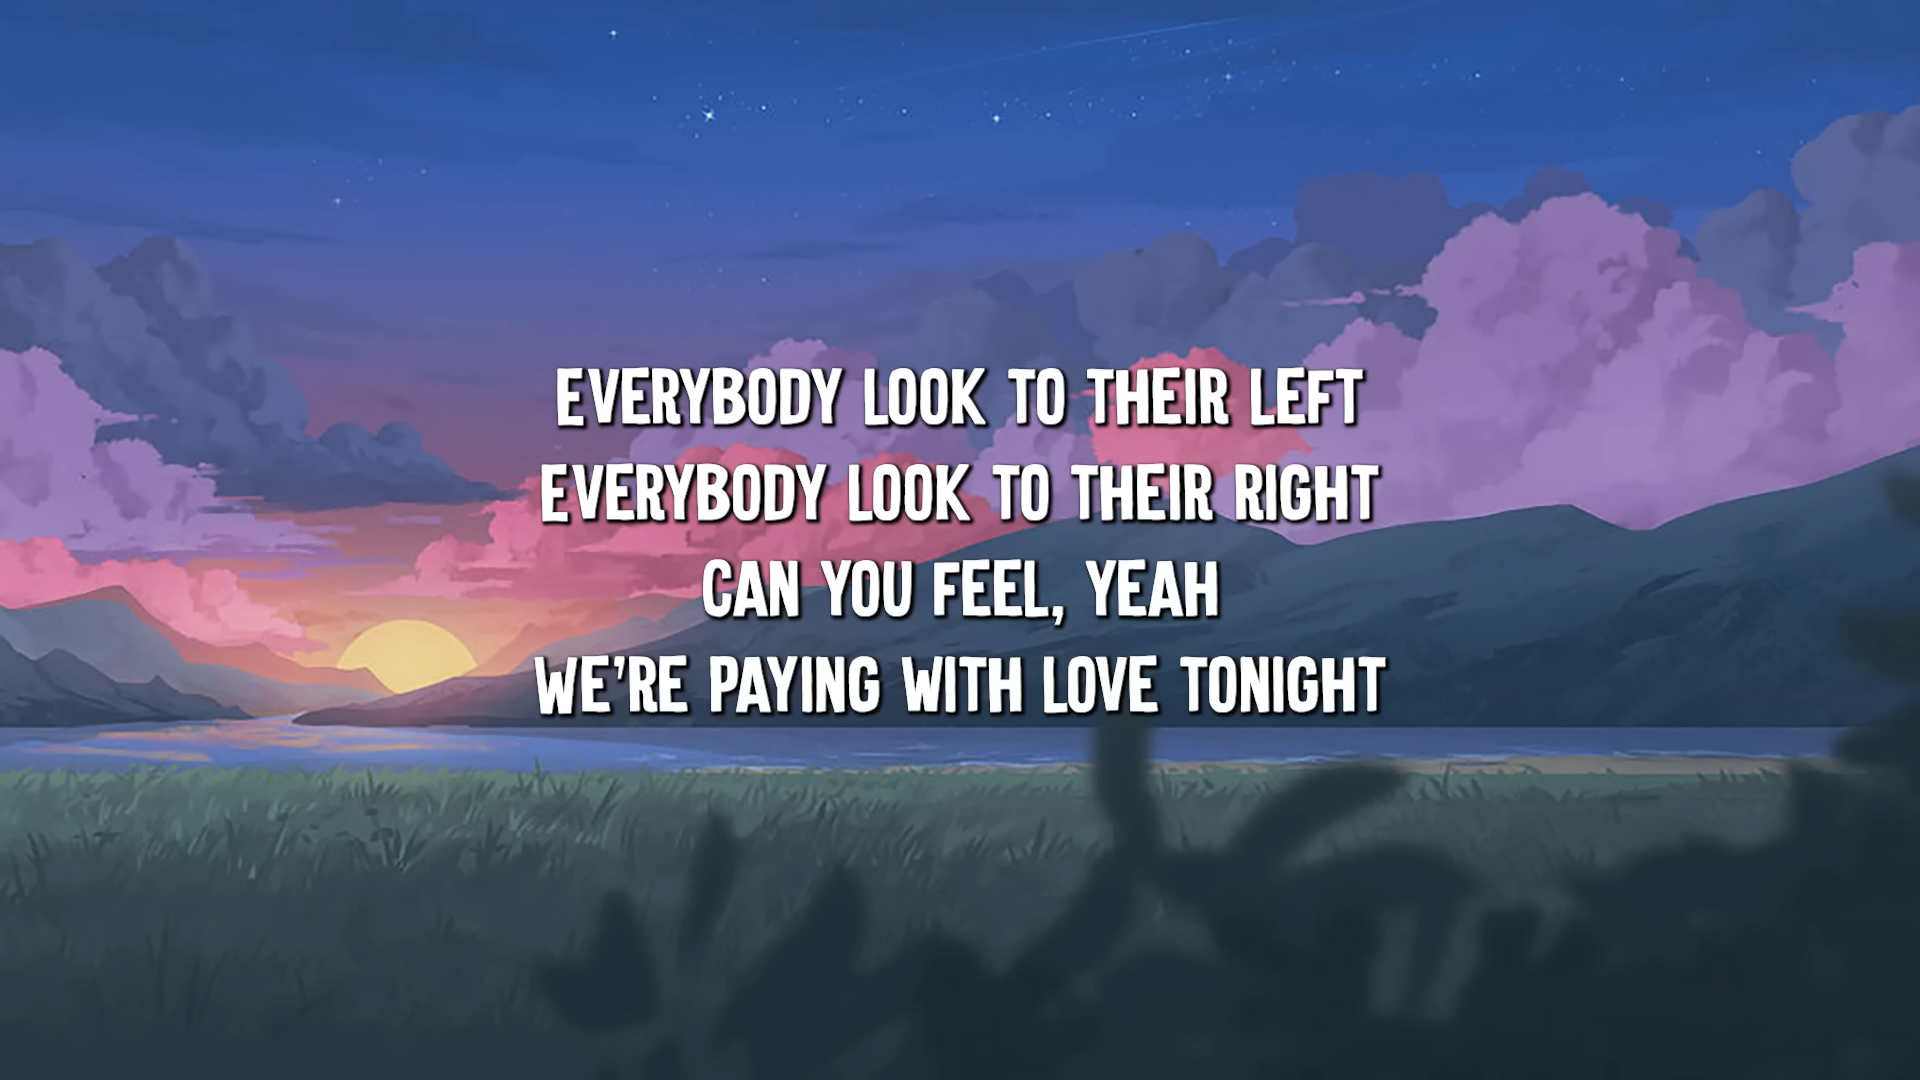 EVERYBODY LOOK TO THEIR LEFT
EVERYBODY LOOK TO THEIR RIGHT
CAN YOU FEEL, YEAH
WE'RE PAYING WITH LOVE TONIGHT